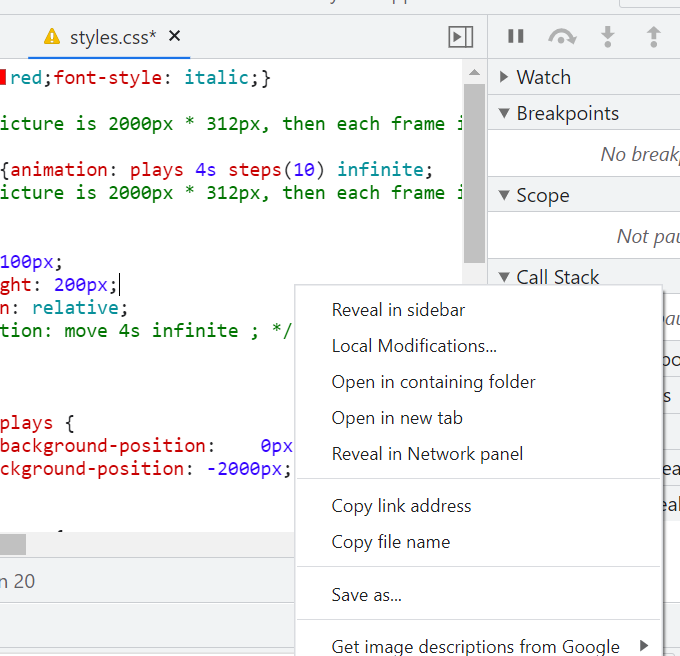 styles.css* ×
red;font-style: italic;}
icture is 2000px * 312px, then each frame i
{animation: plays 4s steps(10) infinite;
icture is 2000px * 312px, then each frame i
100px;
ght: 200px;
n: relative;
tion: move 4s infinite ; */
plays {
background-position: 0px
ckground-position: -2000px;
n 20
Watch
Breakpoints
No break
Scope
Not pau
Call Stack
Reveal in sidebar
Local Modifications...
Open in containing folder
Open in new tab
Reveal in Network panel
Copy link address
Copy file name
Save as...
Get image descriptions from Google